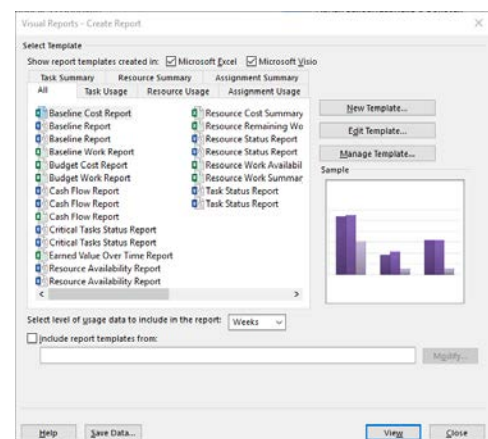 Visual Reports - Create Report
Select Template
Show report templates created in: Microsoft Excel Microsoft Visio
Task Summary Resource Summary Assignment Summary
All Task Usage Resource Usage Assignment Usage
Baseline Cost Report
Baseline Report
Baseline Report
Baseline Work Report
Budget Cost Report
Budget Work Report
Cash Flow Report
Cash Flow Report
Cash Flow Report
Critical Tasks Status Report
Critical Tasks Status Report
Earned Value Over Time Report
Resource Availability Report
Resource Availability Report
Resource Cost Summary
Resource Remaining Wo
Resource Status Report
Resource Status Report
Resource Work Availabil
Resource Work Summar
Task Status Report
Task Status Report
New Template...
Edit Template...
Manage Template...
Sample
Select level of usage data to include in the report: Weeks
Include report templates from:
Modify...
Help Save Data... View Close